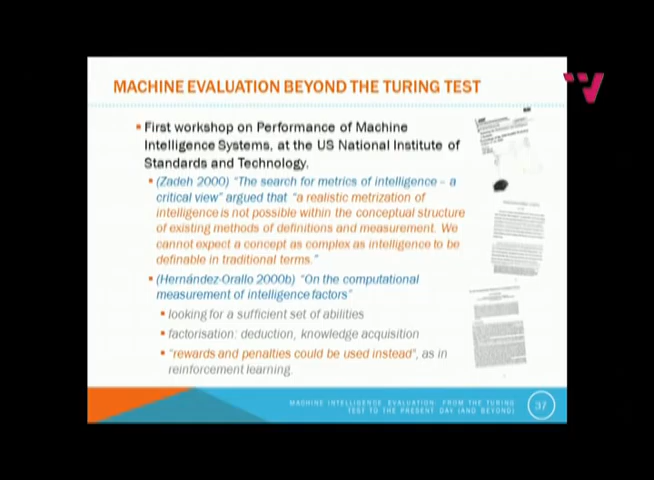 MACHINE EVALUATION BEYOND THE TURING TEST
First workshop on Performance of Machine
Intelligence Systems, at the US National Institute of
Standards and Technology.
(Zadeh 2000) "The search for metrics of intelligence – a
critical view" argued that "a realistic metrization of
intelligence is not possible within the conceptual structure
of existing methods of definitions and measurement. We
cannot expect a concept as complex as intelligence to be
definable in traditional terms."
(Hernández-Orallo 2000b) "On the computational
measurement of intelligence factors"
looking for a sufficient set of abilities
factorisation: deduction, knowledge acquisition
"rewards and penalties could be used instead", as in
reinforcement learning.
MACHINE INTELLIGENCE EVALUATION: FROM THE TURING
TEST TO THE PRESENT DAY (AND BEYOND)
37